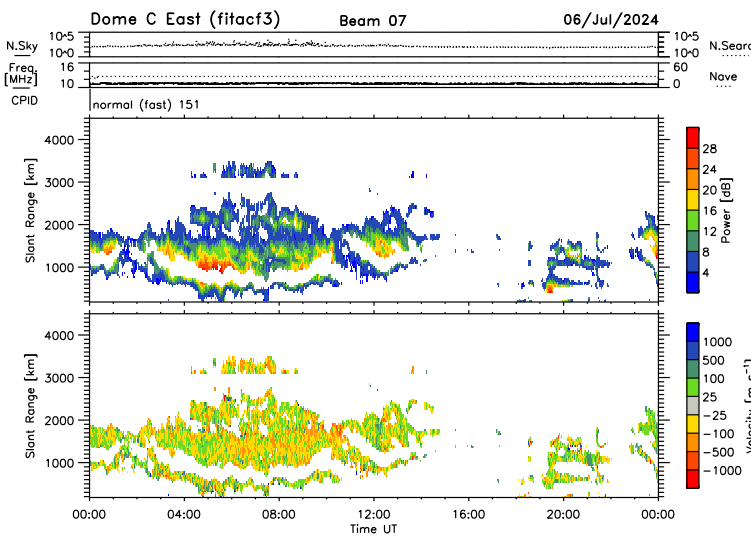 Dome C East (fitacf3) Beam 07 06/Jul/2024
N.Sky 10^5 10^0 10^5 10^0 N.Sear
Freq. [MHz] 16 10 60 0 Nave
CPID normal (fast) 151
Slant Range [km] 4000 3000 2000 1000
Power [dB] 28 24 20 16 12 8 4
Slant Range [km] 4000 3000 2000 1000
Velocity [m s^-1] 1000 500 100 25 -25 -100 -500 -1000
00:00 04:00 08:00 12:00 16:00 20:00 00:00
Time UT